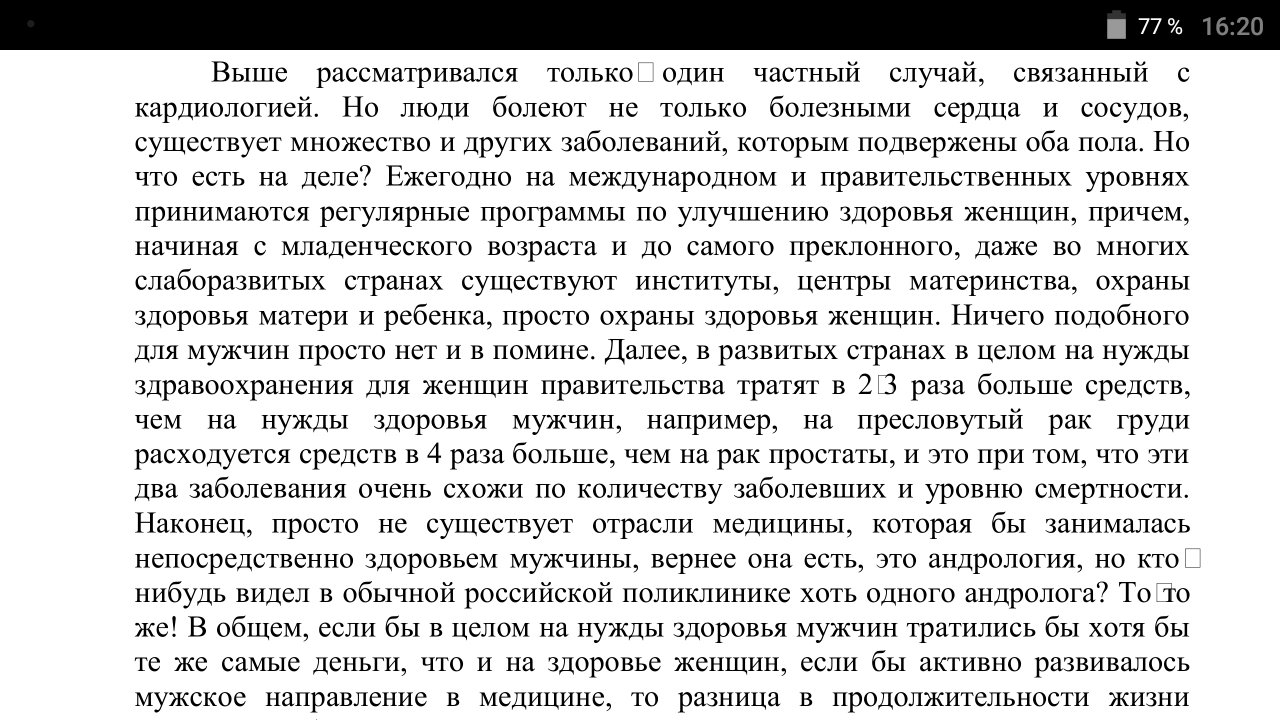 77 % 16:20
Выше рассматривался только□ один частный случай, связанный с
кардиологией. Но люди болеют не только болезными сердца и сосудов,
существует множество и других заболеваний, которым подвержены оба пола. Но
что есть на деле? Ежегодно на международном и правительственных уровнях
принимаются регулярные программы по улучшению здоровья женщин, причем,
начиная с младенческого возраста и до самого преклонного, даже во многих
слаборазвитых странах существуют институты, центры материнства, охраны
здоровья матери и ребенка, просто охраны здоровья женщин. Ничего подобного
для мужчин просто нет и в помине. Далее, в развитых странах в целом на нужды
здравоохранения для женщин правительства тратят в 2□3 раза больше средств,
чем на нужды здоровья мужчин, например, на пресловутый рак груди
расходуется средств в 4 раза больше, чем на рак простаты, и это при том, что эти
два заболевания очень схожи по количеству заболевших и уровню смертности.
Наконец, просто не существует отрасли медицины, которая бы занималась
непосредственно здоровьем мужчины, вернее она есть, это андрология, но кто□
нибудь видел в обычной российской поликлинике хоть одного андролога? То□то
же! В общем, если бы в целом на нужды здоровья мужчин тратились бы хотя бы
те же самые деньги, что и на здоровье женщин, если бы активно развивалось
мужское направление в медицине, то разница в продолжительности жизни